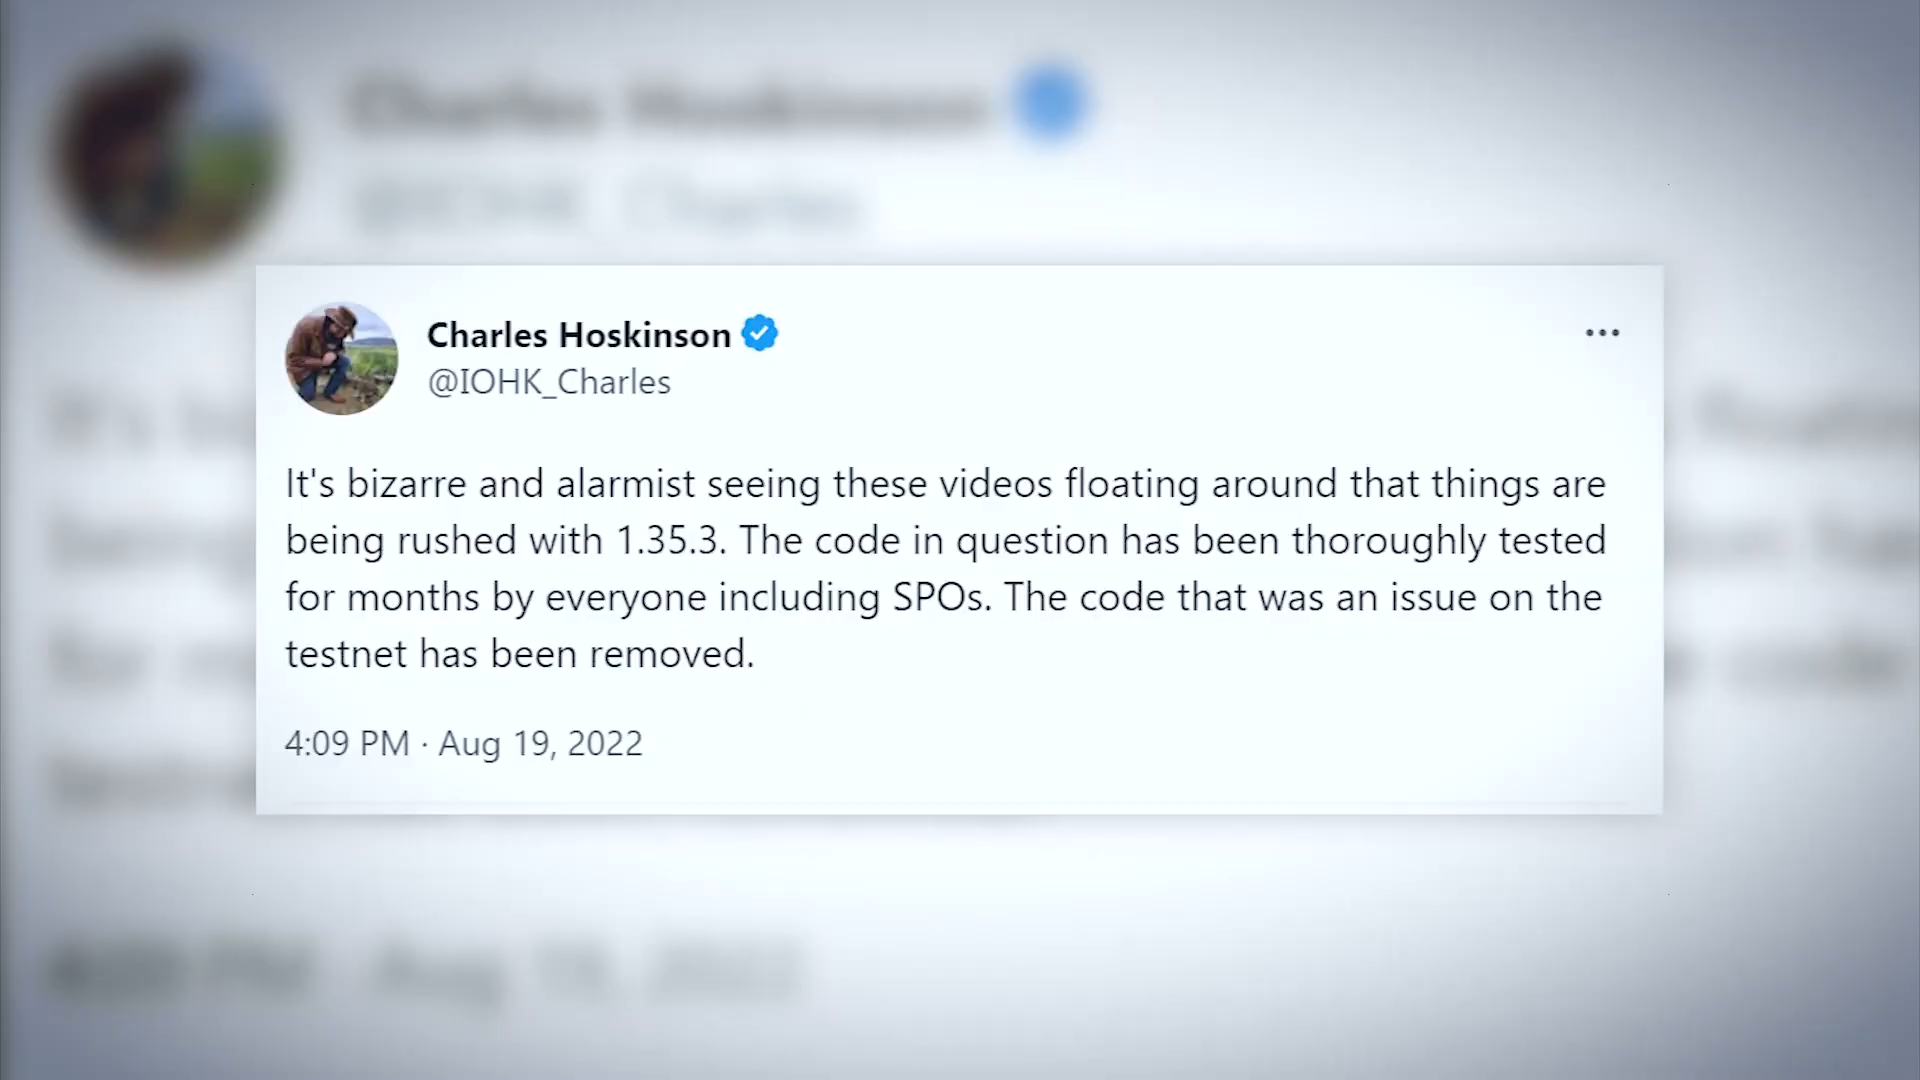 Charles Hoskinson
@IOHK_Charles
It's bizarre and alarmist seeing these videos floating around that things are
being rushed with 1.35.3. The code in question has been thoroughly tested
for months by everyone including SPOs. The code that was an issue on the
testnet has been removed.
4:09 PM · Aug 19, 2022